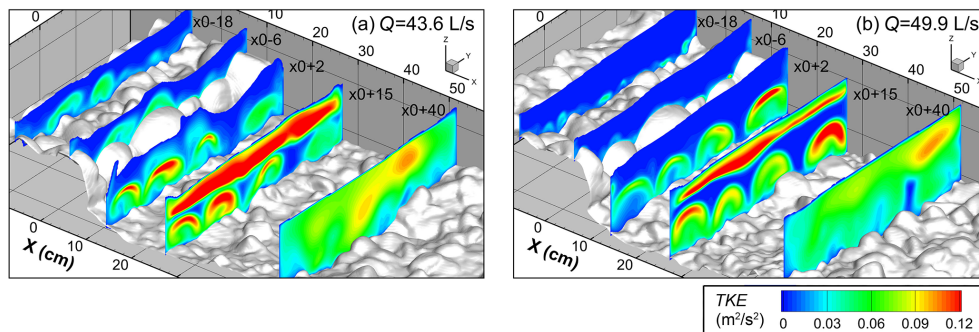 (a) Q=43.6 L/s
0
10
20
30
40
50
x0-18
x0-6
x0+2
x0+15
x0+40
Z
Y
X
0
10
20
X (cm)
(b) Q=49.9 L/s
0
10
20
30
40
50
x0-18
x0-6
x0+2
x0+15
x0+40
Z
Y
X
0
10
20
X (cm)
TKE
(m²/s²)
0 0.03 0.06 0.09 0.12